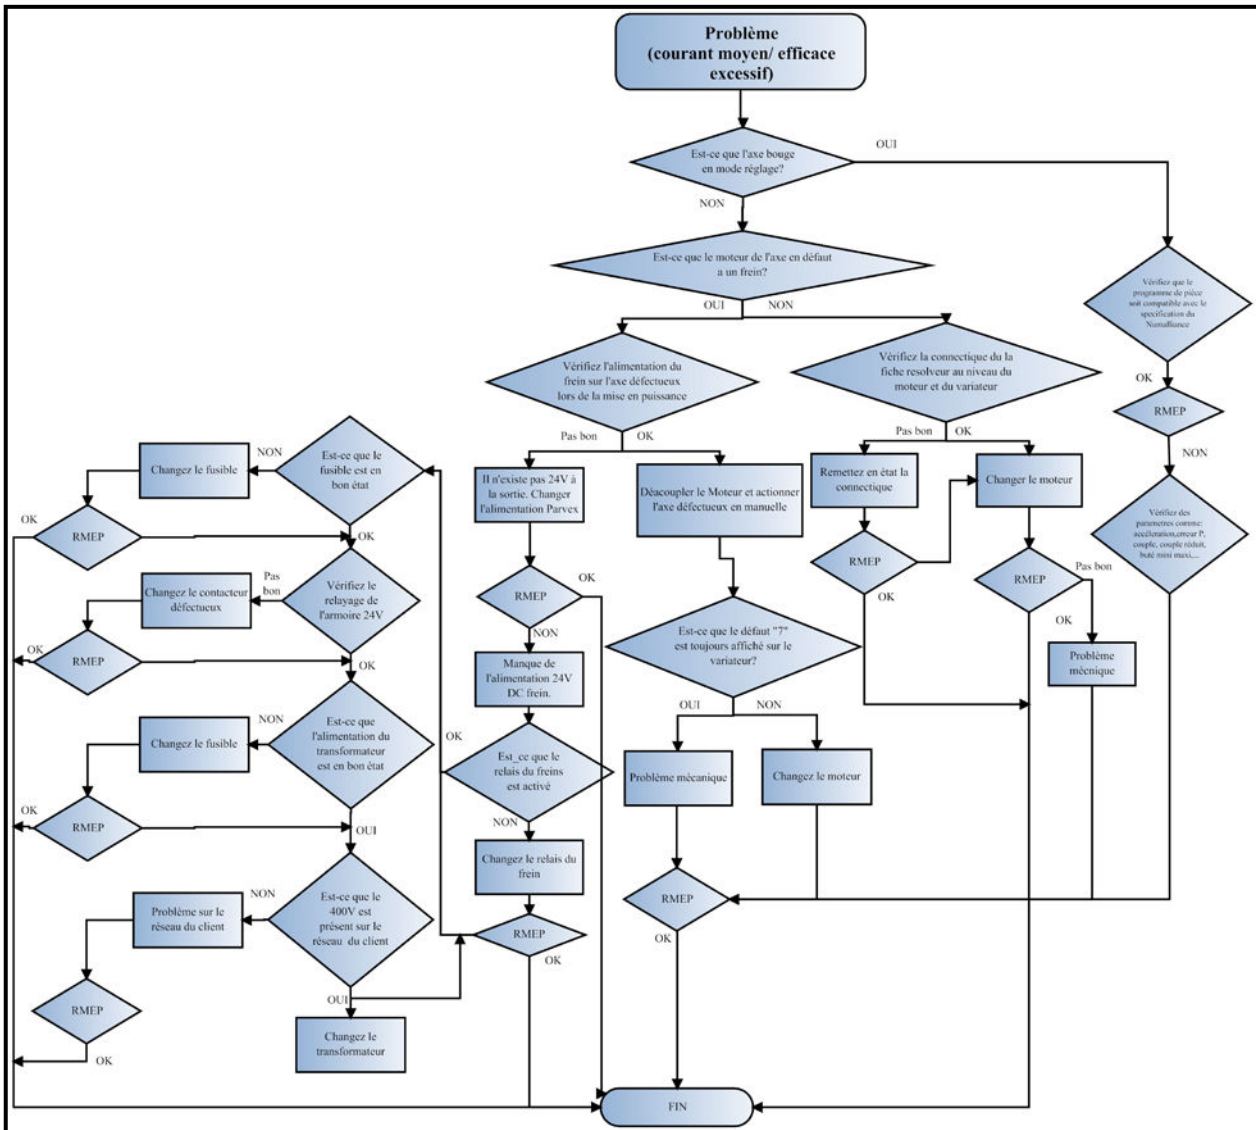 Problème
(courant moyen/ efficace
excessif)
Est-ce que l'axe bouge
en mode réglage?
OUI
NON
Est-ce que le moteur de l'axe en défaut
a un frein?
OUI
NON
Vérifiez que le
programme de pièce
soit compatible avec le
specification du
Numalliance
OK
RMEP
NON
Vérifiez des
parametres comme:
accélération,erreur P,
couple, couple réduit,
buté mini maxi,...
Vérifiez l'alimentation du
frein sur l'axe défectueux
lors de la mise en puissance
Pas bon
OK
Vérifiez la connectique du la
fiche resolveur au niveau du
moteur et du variateur
Pas bon
OK
Remettez en état la
connectique
Changer le moteur
RMEP
OK
RMEP
Pas bon
OK
Problème
mècnique
Il n'existe pas 24V à
la sortie. Changer
l'alimentation Parvex
Déacoupler le Moteur et actionner
l'axe défectueux en manuelle
RMEP
OK
NON
Manque de
l'alimentation 24V
DC frein.
Est_ce que le
relais du freins
est activé
OK
NON
Changez le relais du
frein
RMEP
OK
Est-ce que le défaut "7"
est toujours affiché sur le
variateur?
OUI
NON
Problème mécanique
Changez le moteur
RMEP
OK
Est-ce que le
fusible est en
bon état
NON
Changez le fusible
OK
RMEP
OK
Vérifiez le
relayage de
l'armoire 24V
Pas
bon
Changez le contacteur
défectueux
OK
RMEP
OK
Est-ce que
l'alimentation du
transformateur
est en bon état
NON
Changez le fusible
OK
RMEP
OUI
Est-ce que le
400V est
présent sur le
réseau du client
NON
Problème sur le
réseau du client
RMEP
OK
OUI
Changez le
transformateur
FIN